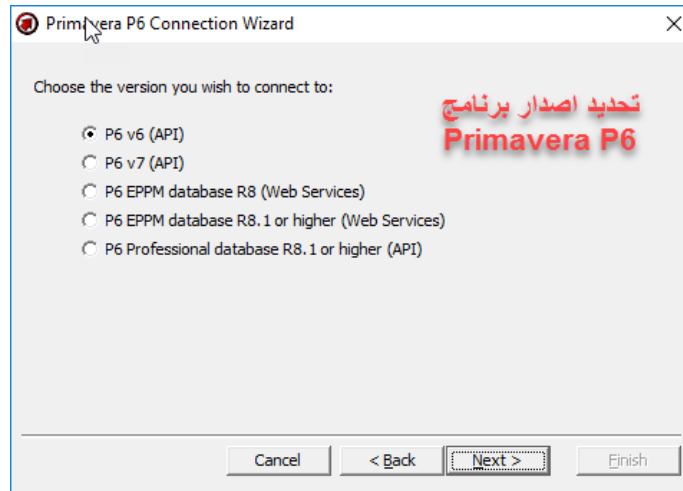 Primavera P6 Connection Wizard
Choose the version you wish to connect to:
تحديد اصدار برنامج
Primavera P6
P6 v6 (API)
P6 v7 (API)
P6 EPPM database R8 (Web Services)
P6 EPPM database R8.1 or higher (Web Services)
P6 Professional database R8.1 or higher (API)
Cancel
< Back
Next >
Finish